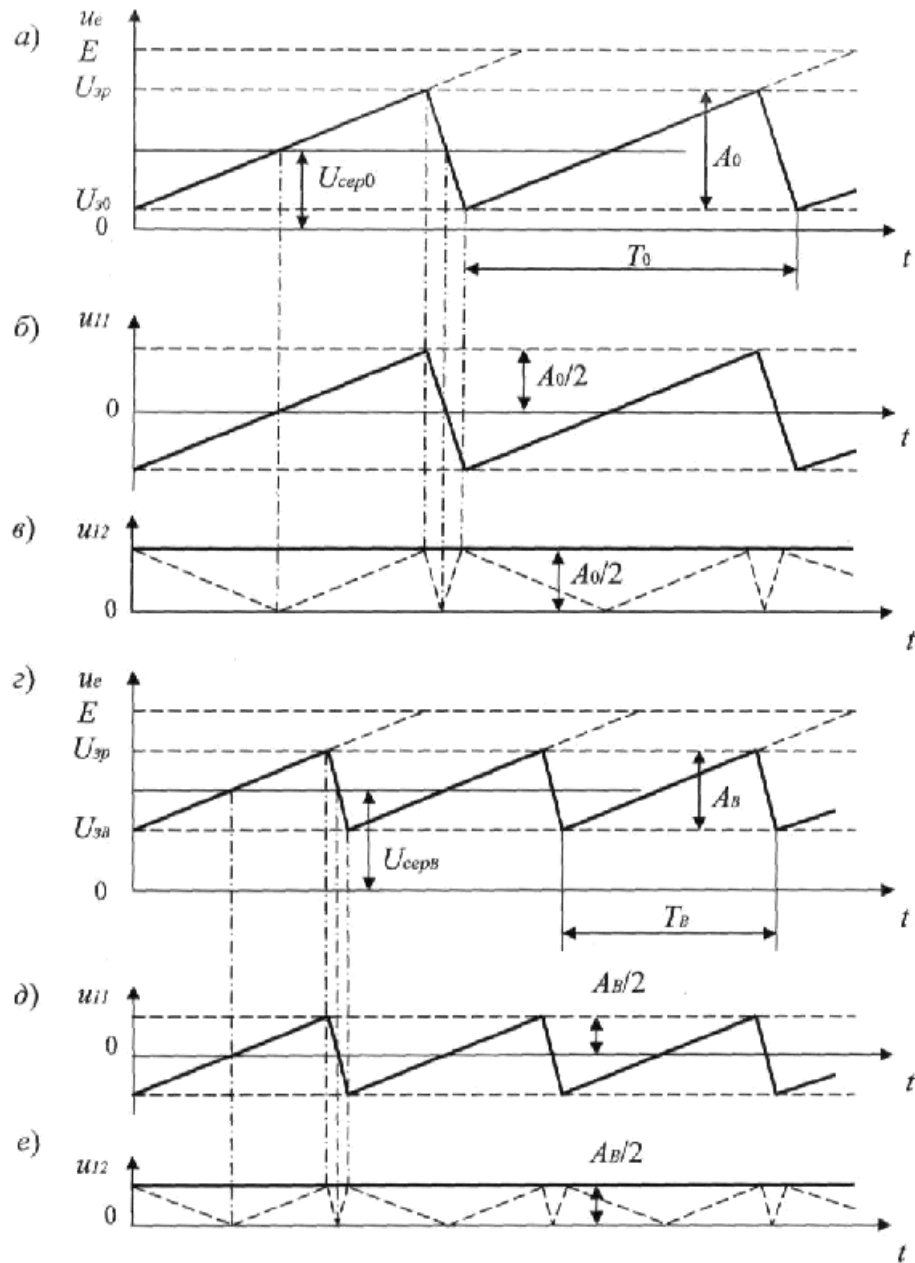 а)
uе
E
Uзр
Uсер0
A0
Uз0
0
T0
t
б)
u11
A0/2
0
t
в)
u12
A0/2
0
t
г)
uе
E
Uзр
AВ
UзВ
UсерВ
0
TВ
t
д)
u11
AВ/2
0
t
е)
u12
AВ/2
0
t